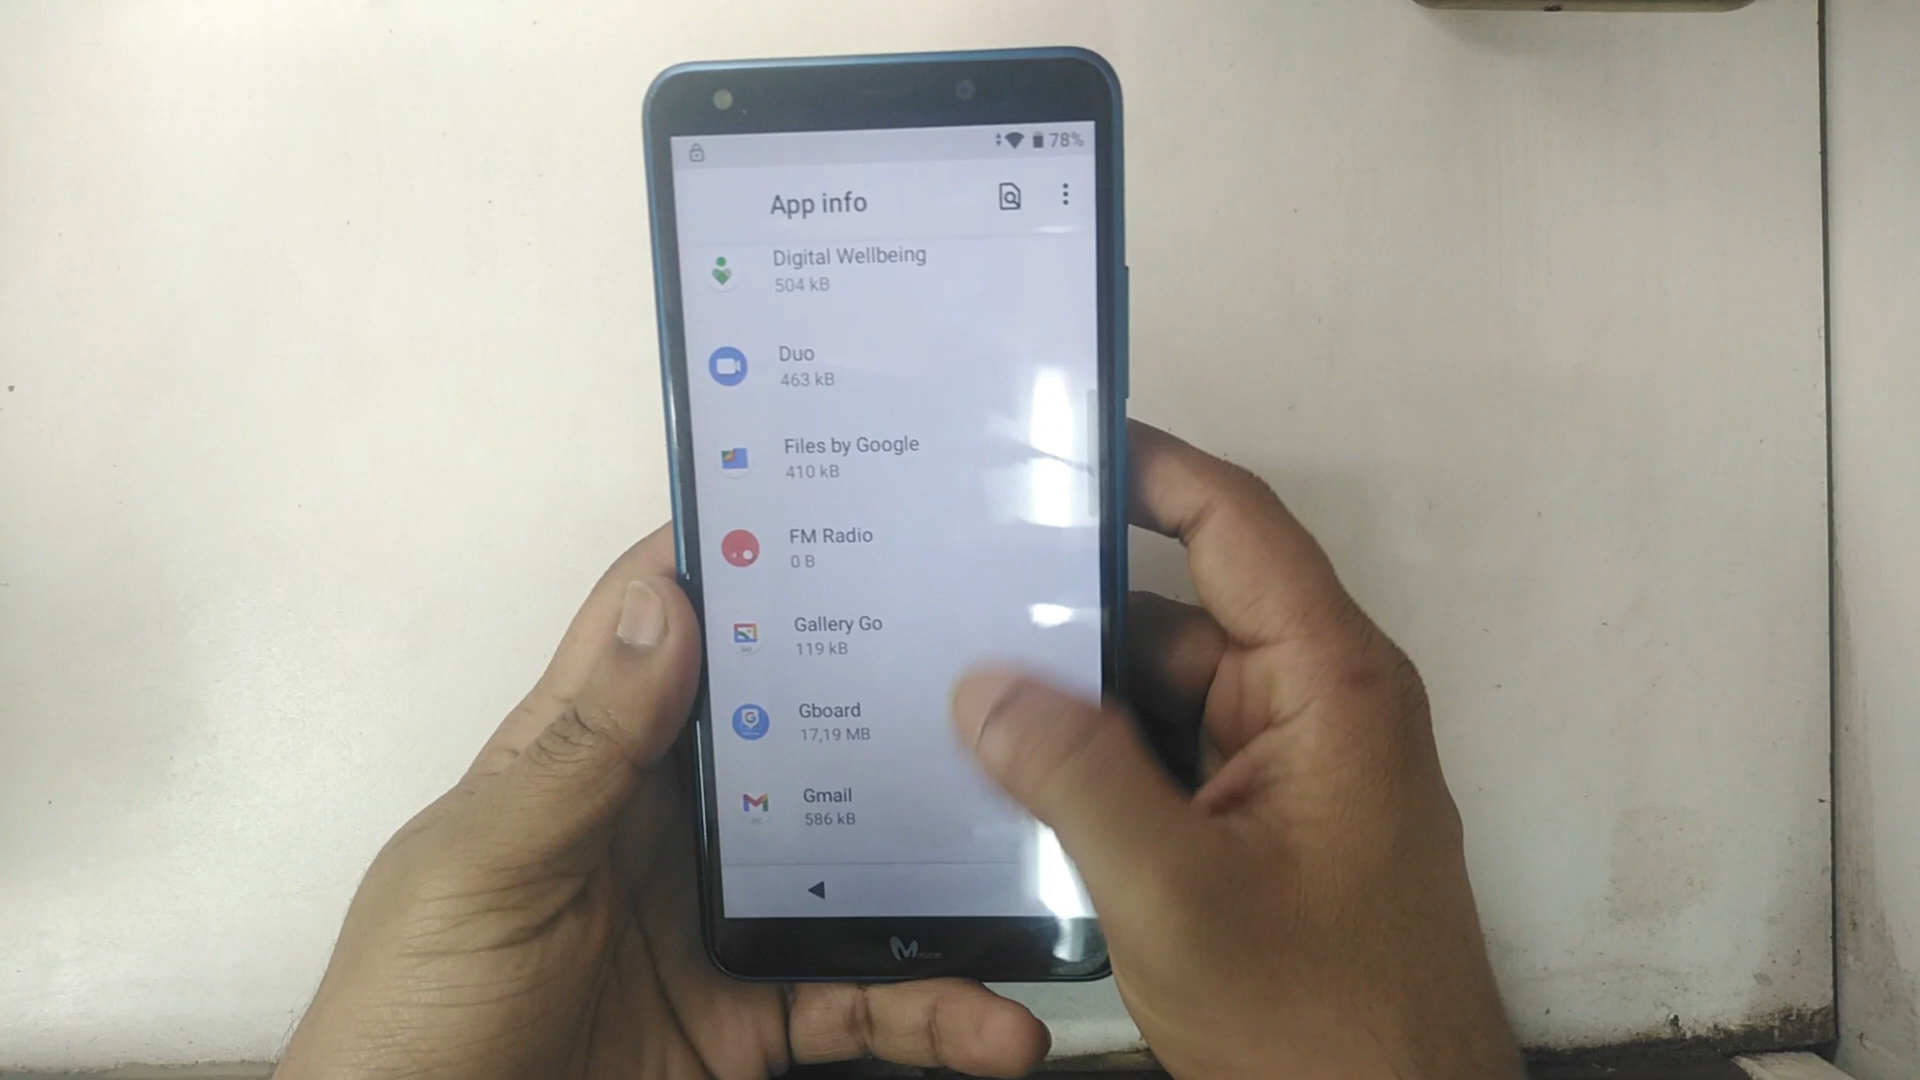 78%
App info
Digital Wellbeing
504 kB
Duo
463 kB
Files by Google
410 kB
FM Radio
0 B
Gallery Go
119 kB
Gboard
17,19 MB
Gmail
586 kB